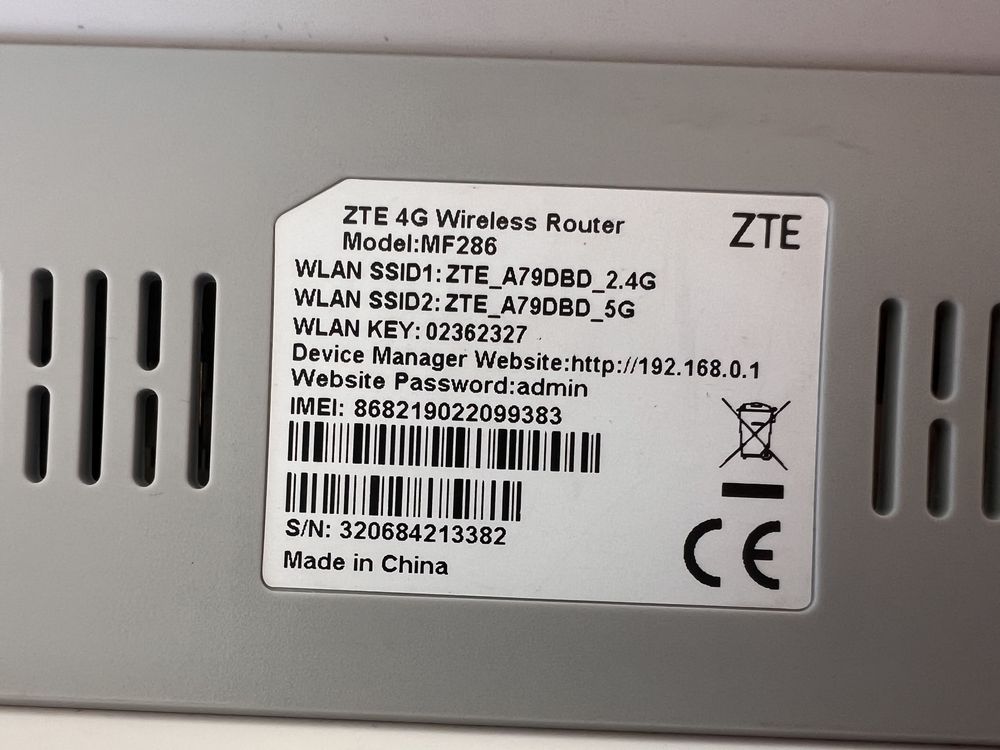 ZTE 4G Wireless Router
Model:MF286
ZTE
WLAN SSID1:ZTE_A79DBD_2.4G
WLAN SSID2:ZTE_A79DBD_5G
WLAN KEY: 02362327
Device Manager Website:http://192.168.0.1
Website Password:admin
IMEI: 868219022099383
S/N: 320684213382
Made in China
CE